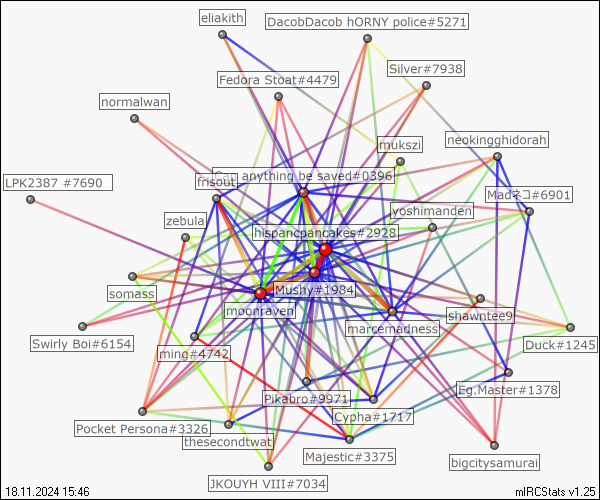 eliakith
DacobDacob hORNY police#5271
Silver#7938
Fedora Stoat#4479
normalwan
mukszi
neokingghidorah
LPK2387 #7690
frisout
Can anything be saved#0396
Madネコ#6901
yoshimanden
zebula
hispancpancakes#2928
somass
Mushy#1984
moonraven
marcemadness
shawntee9
Swirly Boi#6154
ming#4742
Duck#1245
Pikabro#9971
Eg.Master#1378
Cypha#1717
Pocket Persona#3326
thesecondtwat
Majestic#3375
bigcitysamurai
JKOUYH VIII#7034
18.11.2024 15:46
mIRCStats v1.25